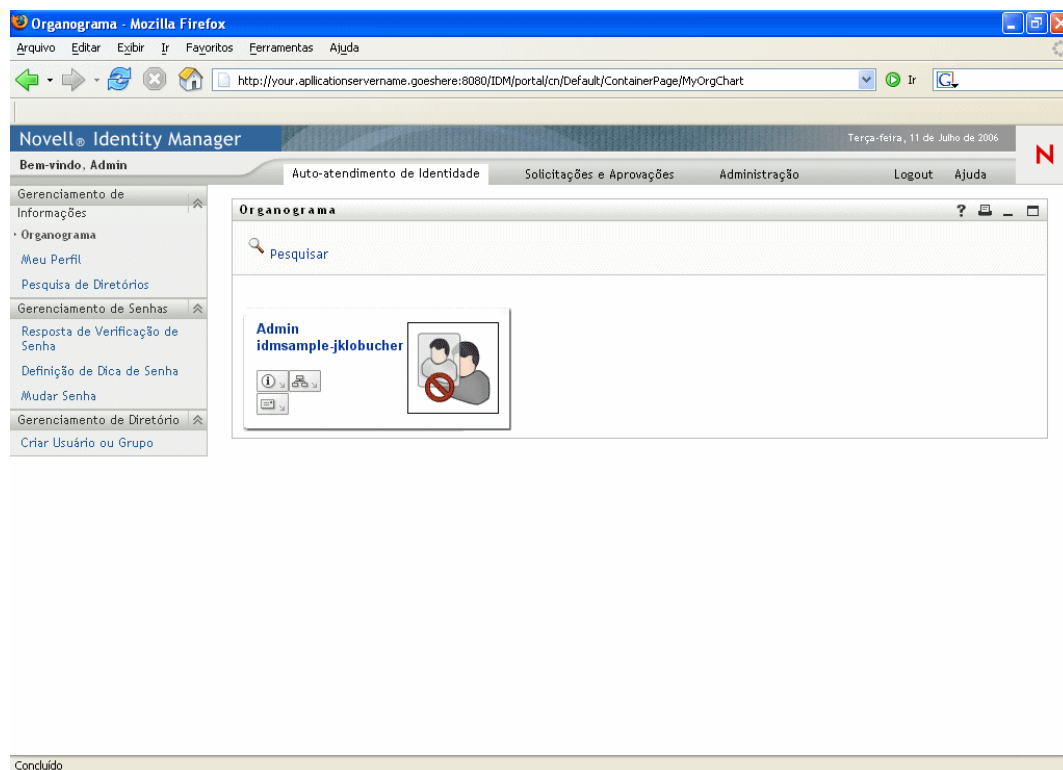 Organograma - Mozilla Firefox
Arquivo Editar Exibir Ir Favoritos Ferramentas Ajuda
http://your.apllicationservername.goeshere:8080/IDM/portal/cn/Default/ContainerPage/MyOrgChart
Ir
G
Novell® Identity Manager
Terça-feira, 11 de Julho de 2006
N
Bem-vindo, Admin
Auto-atendimento de Identidade Solicitações e Aprovações Administração Logout Ajuda
Gerenciamento de
Informações
Organograma
Meu Perfil
Pesquisa de Diretórios
Gerenciamento de Senhas
Resposta de Verificação de
Senha
Definição de Dica de Senha
Mudar Senha
Gerenciamento de Diretório
Criar Usuário ou Grupo
Organograma
?
Pesquisar
Admin
idmsample-jklobucher
Concluído